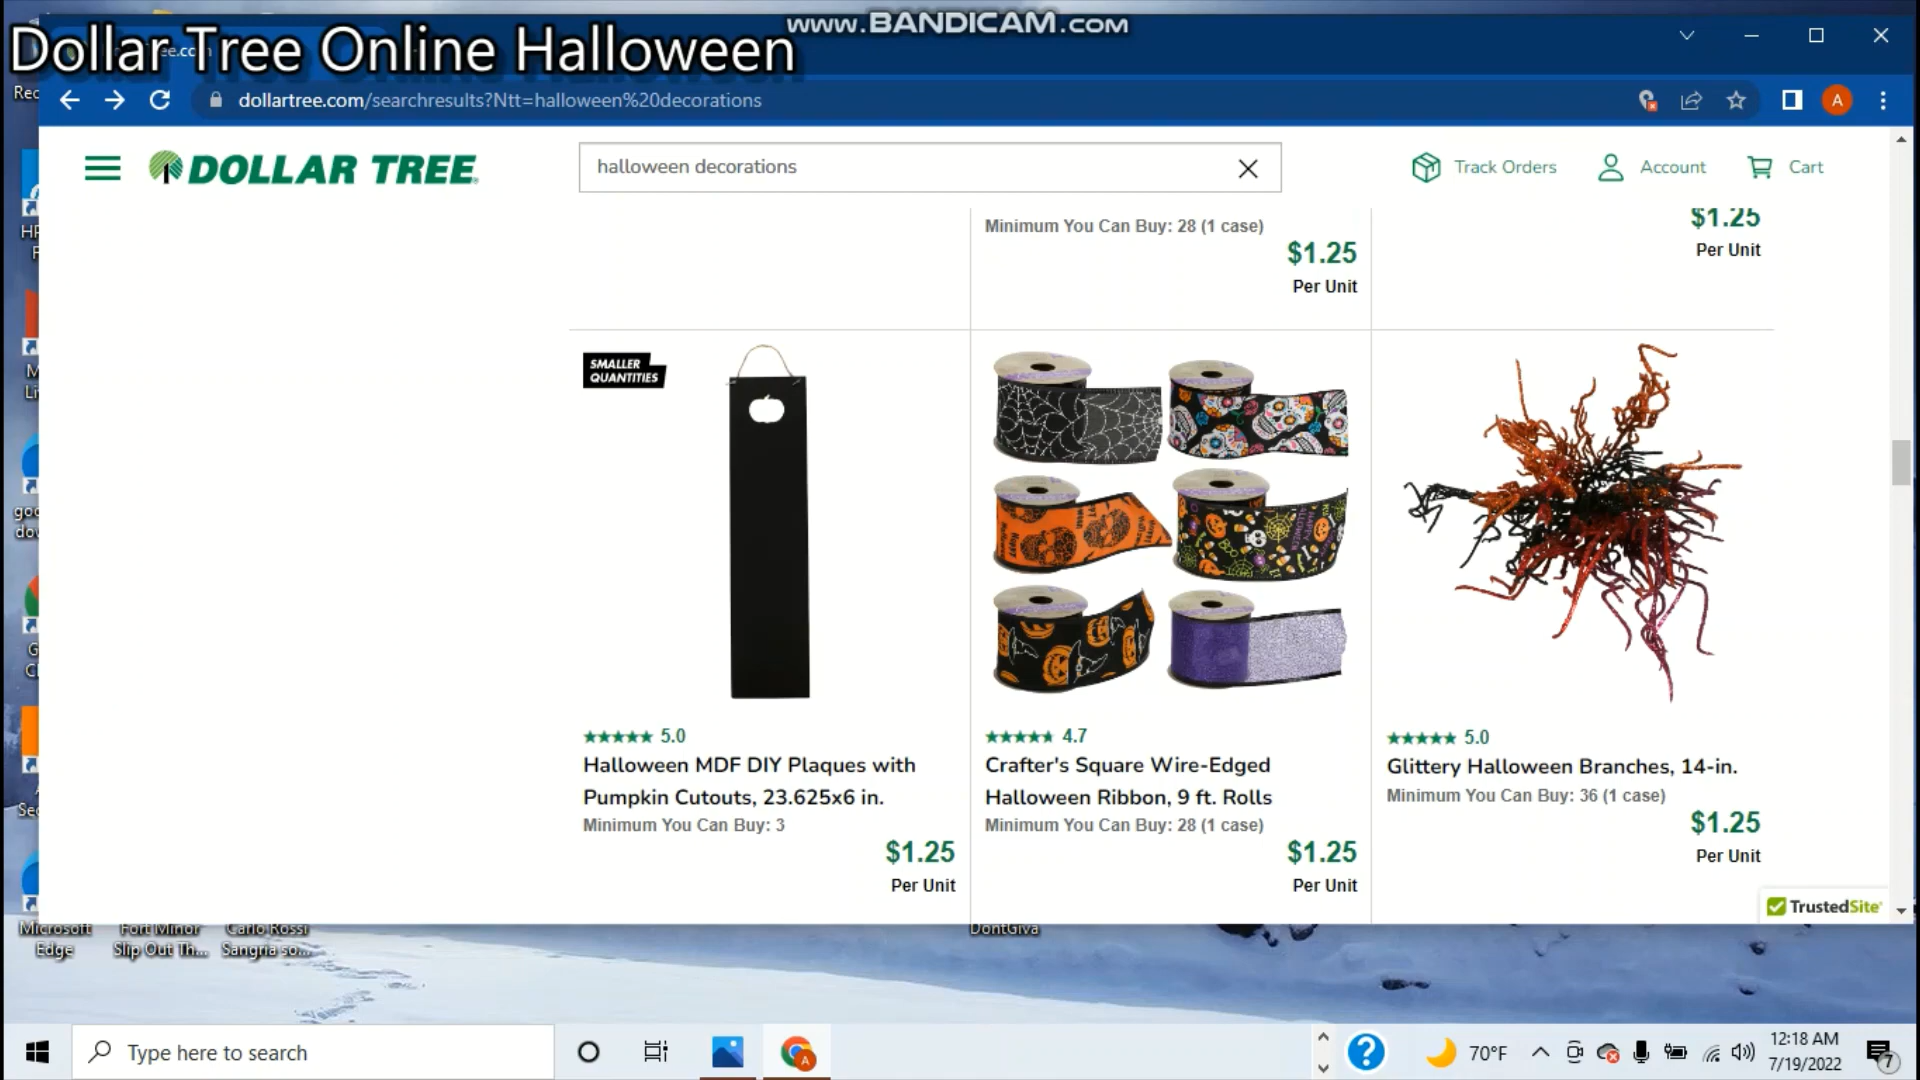 www.BANDICAM.com
Dollar Tree Online Halloween
dollartree.com/searchresults?Ntt=halloween%20decorations
A
DOLLAR TREE
halloween decorations
Track Orders
Account
Cart
Minimum You Can Buy: 28 (1 case)
$1.25
Per Unit
$1.25
Per Unit
SMALLER
QUANTITIES
5.0
Halloween MDF DIY Plaques with
Pumpkin Cutouts, 23.625x6 in.
Minimum You Can Buy: 3
$1.25
Per Unit
4.7
Crafter's Square Wire-Edged
Halloween Ribbon, 9 ft. Rolls
Minimum You Can Buy: 28 (1 case)
$1.25
Per Unit
5.0
Glittery Halloween Branches, 14-in.
Minimum You Can Buy: 36 (1 case)
$1.25
Per Unit
TrustedSite
Microsoft
Edge
Fort Minor
Slip Out Th...
Carlo Rossi
Sangria so...
DontGiva
Type here to search
A
70°F
12:18 AM
7/19/2022
7